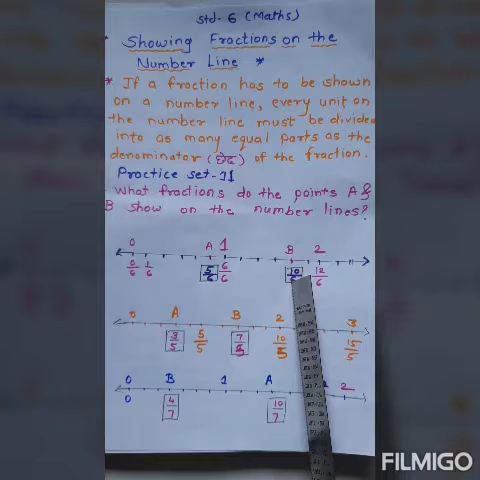 Std-6 (Maths)
* Showing Fractions on the
Number Line *
* If a fraction has to be shown
on a number line, every unit on
the number line must be divided
into as many equal parts as the
denominator (छेद) of the fraction.
Practice set-11
What fractions do the points A &
B show on the number lines?
0 A 1 B 2
0/6 1/6 5/6 6/6 10/6 12/6
0 A B 2 3
3/5 5/5 7/5 10/5 15/5
0 B 1 A 2
0 4/7 10/7
FILMIGO